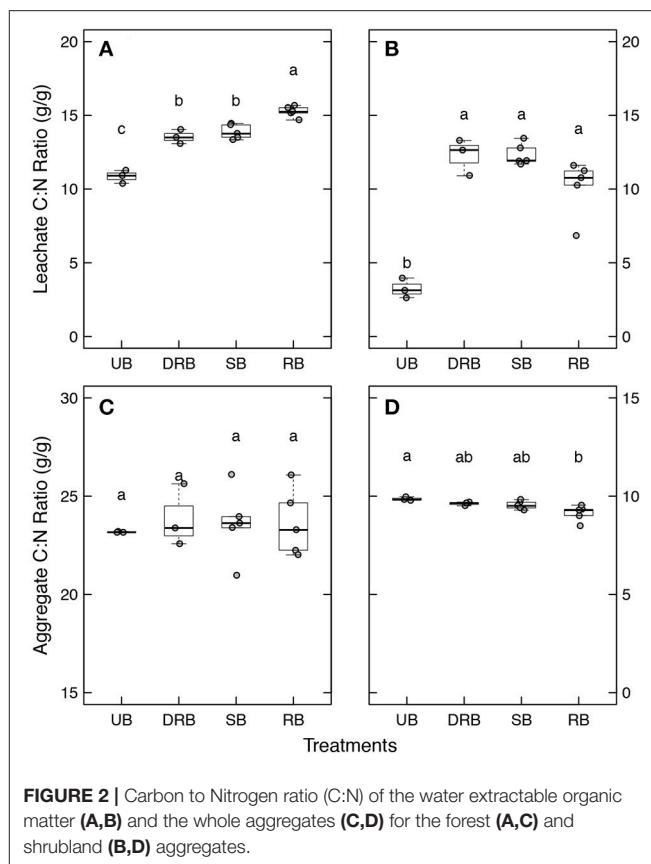 A
B
20
15
10
5
0
Leachate C:N Ratio (g/g)
c
b
b
a
b
a
a
a
20
15
10
5
0
UB DRB SB RB
UB DRB SB RB
C
D
30
25
20
15
Aggregate C:N Ratio (g/g)
a
a
a
a
a
ab
ab
b
15
10
5
0
UB DRB SB RB
UB DRB SB RB
Treatments
FIGURE 2 | Carbon to Nitrogen ratio (C:N) of the water extractable organic
matter (A,B) and the whole aggregates (C,D) for the forest (A,C) and
shrubland (B,D) aggregates.